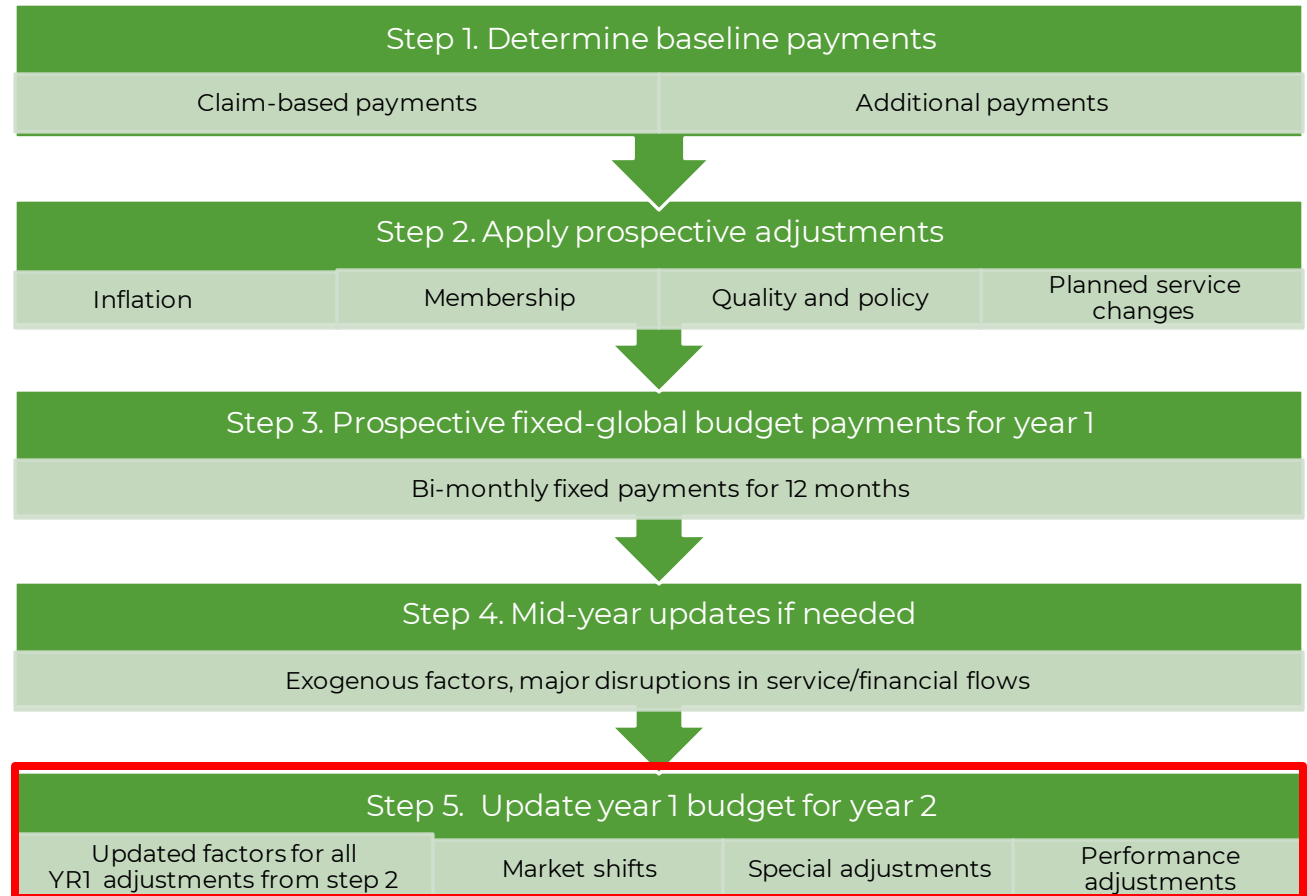 Step 1. Determine baseline payments
Claim-based payments
Additional payments
Step 2. Apply prospective adjustments
Inflation
Membership
Quality and policy
Planned service
changes
Step 3. Prospective fixed-global budget payments for year 1
Bi-monthly fixed payments for 12 months
Step 4. Mid-year updates if needed
Exogenous factors, major disruptions in service/financial flows
Step 5. Update year 1 budget for year 2
Updated factors for all
YR1 adjustments from step 2
Market shifts
Special adjustments
Performance
adjustments